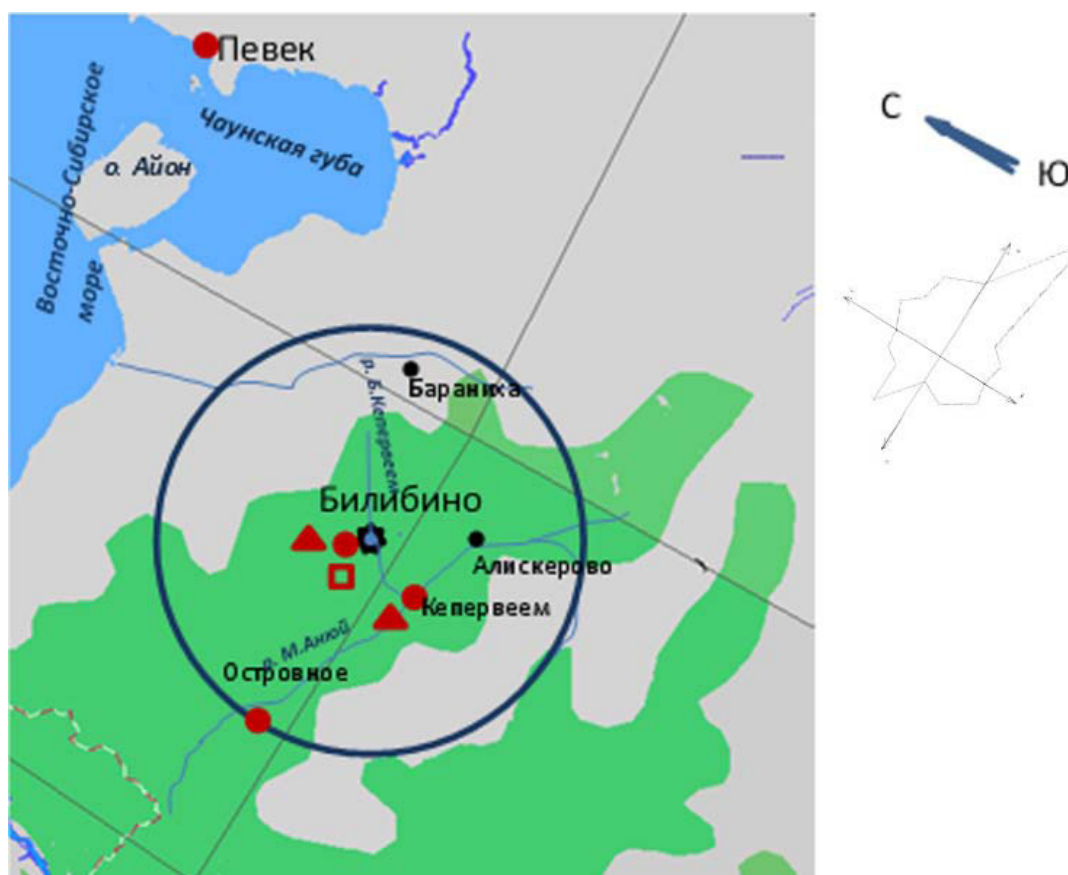 Певек
Чаунская губа
Восточно-Сибирское
море
о. Айон
С
Ю
р. Б.Кепервеем
Бараниха
Билибино
Алискерово
Кепервеем
р. М.Анюй
Островное